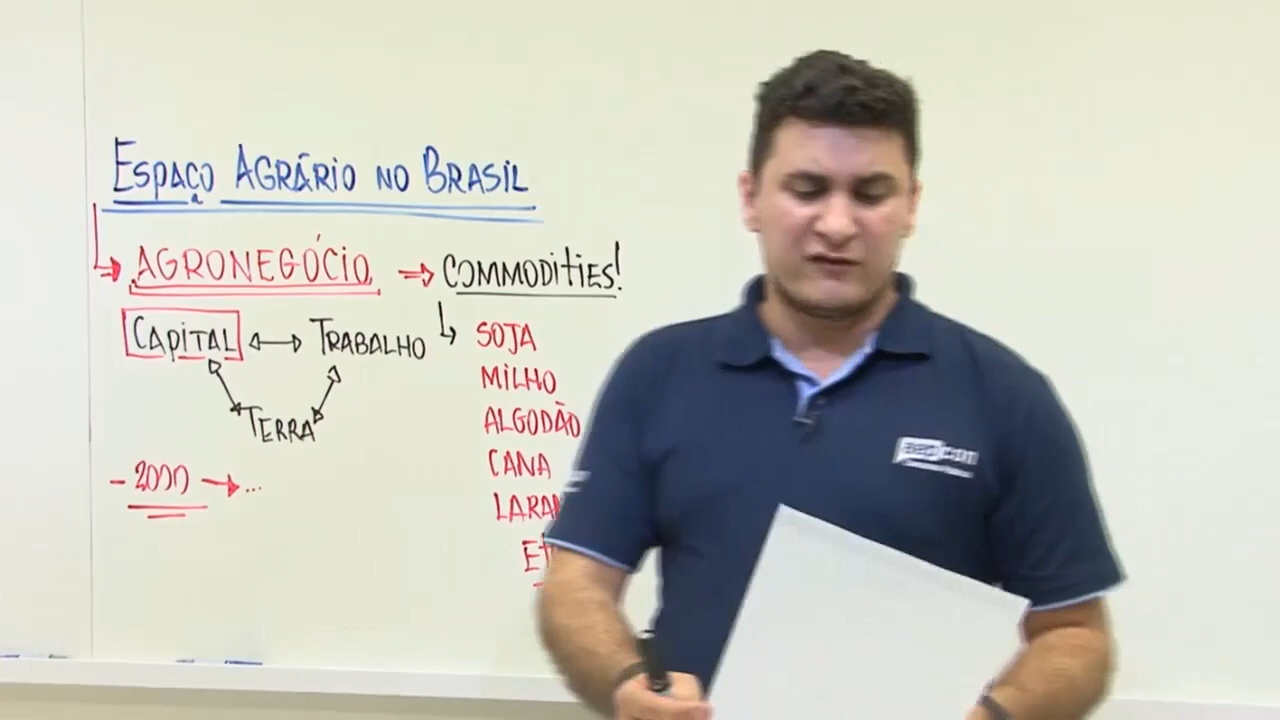 ESPAÇO AGRÁRIO NO BRASIL
AGRONEGÓCIO → COMMODITIES!
CAPITAL ↔ TRABALHO
TERRA
SOJA
MILHO
ALGODÃO
CANA
- 2000 → ...